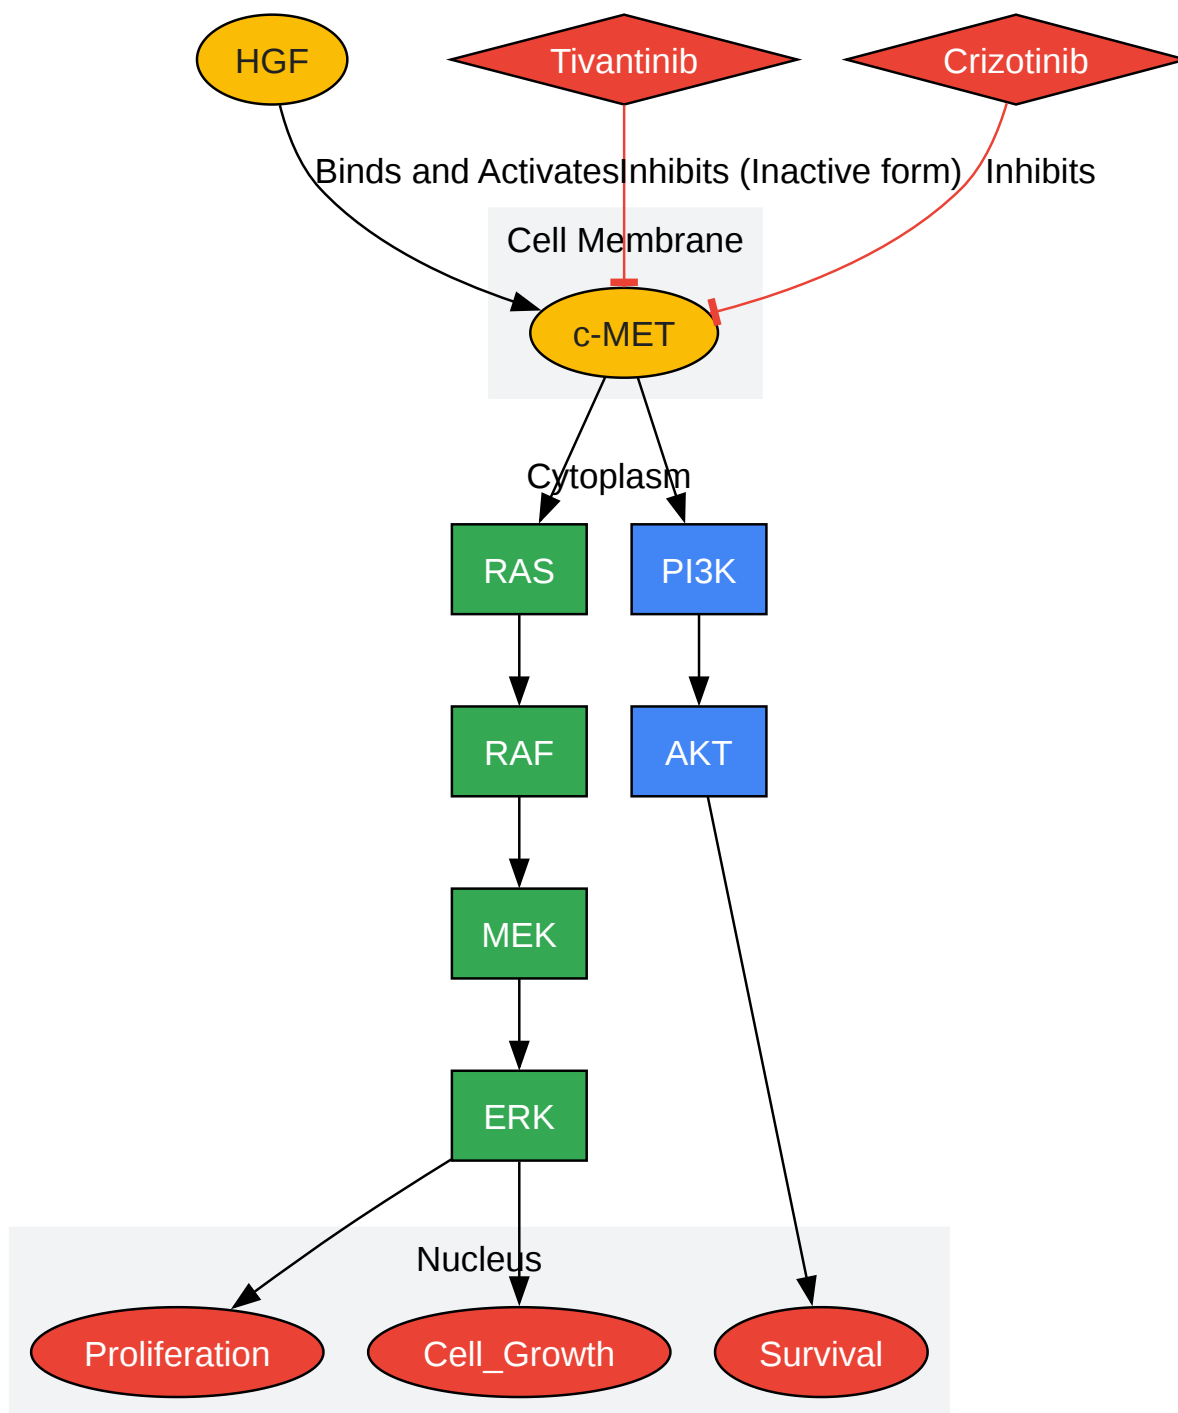 HGF
Tivantinib
Crizotinib
Binds and Activates
Inhibits (Inactive form)
Inhibits
Cell Membrane
c-MET
Cytoplasm
RAS
PI3K
RAF
AKT
MEK
ERK
Nucleus
Proliferation
Cell_Growth
Survival